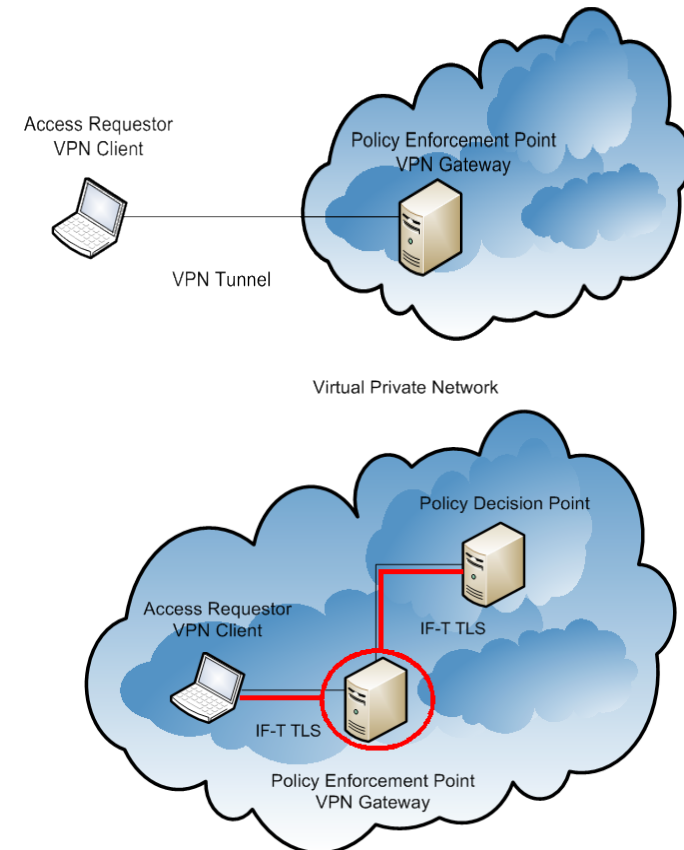 Access Requestor
VPN Client
Policy Enforcement Point
VPN Gateway
VPN Tunnel
Virtual Private Network
Policy Decision Point
Access Requestor
VPN Client
IF-T TLS
IF-T TLS
Policy Enforcement Point
VPN Gateway